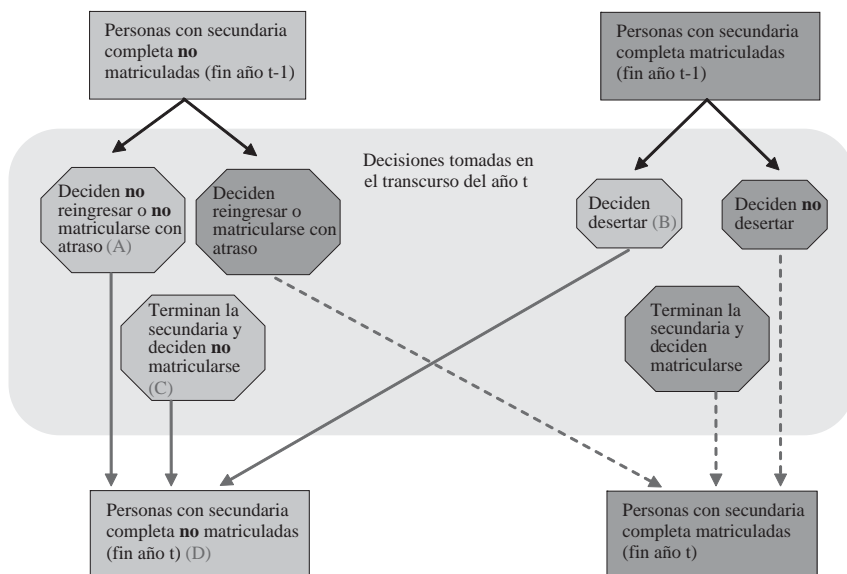 Personas con secundaria
completa no
matriculadas (fin año t-1)
Personas con secundaria
completa matriculadas
(fin año t-1)
Decisiones tomadas en
el transcurso del año t
Deciden no
reingresar o no
matricularse con
atraso (A)
Deciden
reingresar o
matricularse con
atraso
Deciden
desertar (B)
Deciden no
desertar
Terminan la
secundaria y
deciden no
matricularse
(C)
Terminan la
secundaria y
deciden
matricularse
Personas con secundaria
completa no matriculadas
(fin año t) (D)
Personas con secundaria
completa matriculadas
(fin año t)